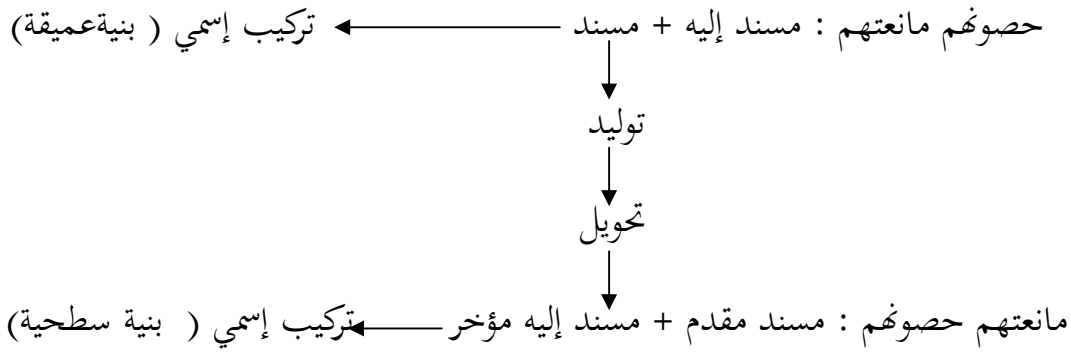 حصونهم مانعتهم : مسند إليه + مسند تركيب إسمي ( بنيةعميقة)
توليد
تحويل
مانعتهم حصونهم : مسند مقدم + مسند إليه مؤخر تركيب إسمي ( بنية سطحية)